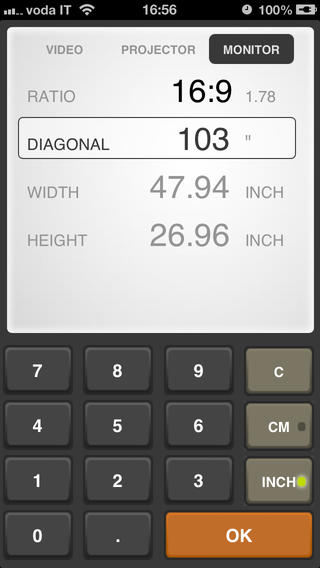 voda IT 16:56 100%
VIDEO PROJECTOR MONITOR
RATIO 16:9 1.78
DIAGONAL 103 "
WIDTH 47.94 INCH
HEIGHT 26.96 INCH
7 8 9 C
4 5 6 CM
1 2 3 INCH
0 . OK